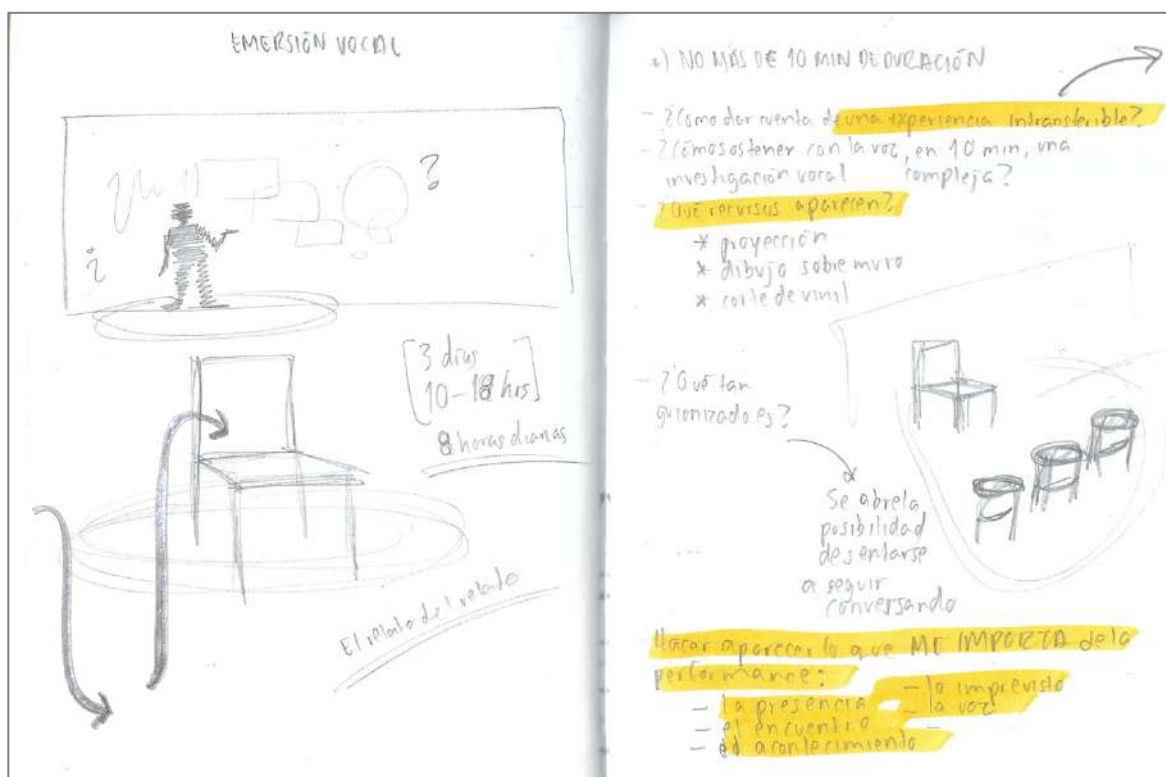 EMERSIÓN VOCAL
?
¿
[3 días
10-18 hrs]
8 horas diarias
El relato del relato
*) NO MÁS DE 10 MIN DE DURACIÓN
- ¿Cómo dar cuenta de una experiencia intransferible?
- ¿Cómo sostener con la voz, en 10 min, una
investigación vocal compleja?
- ¿Qué recursos aparecen?
* proyección
* dibujo sobre muro
* corte de vinil
- ¿Qué tan
guionizado es?
Se abre la
posibilidad
de sentarse
a seguir
conversando
...
Hacer aparecer lo que ME IMPORTA de la
performance:
- la presencia
- el encuentro
- el acontecimiento
- lo imprevisto
- la voz
-